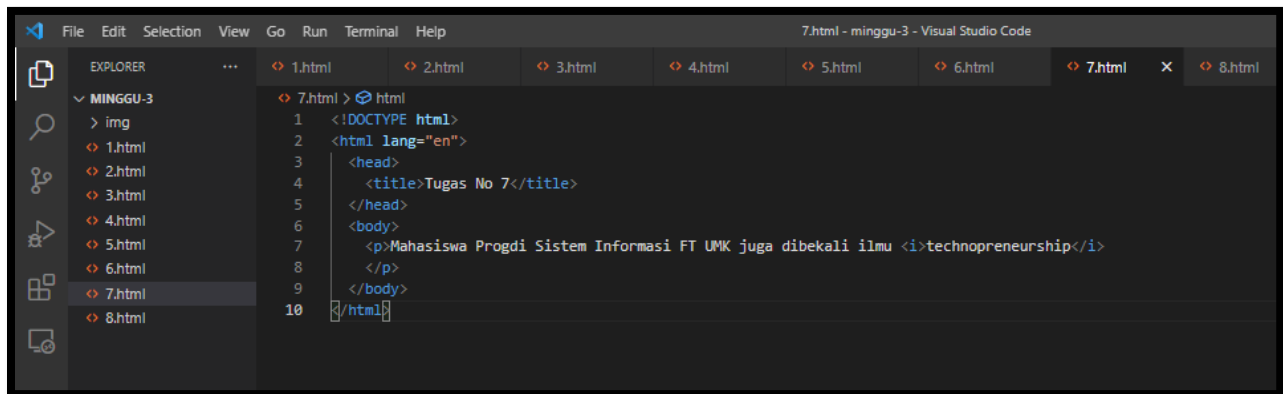 File Edit Selection View Go Run Terminal Help 7.html - minggu-3 - Visual Studio Code
EXPLORER ... 1.html 2.html 3.html 4.html 5.html 6.html 7.html 8.html
MINGGU-3
img
1.html
2.html
3.html
4.html
5.html
6.html
7.html
8.html
7.html > html
1 <!DOCTYPE html>
2 <html lang="en">
3 <head>
4 <title>Tugas No 7</title>
5 </head>
6 <body>
7 <p>Mahasiswa Progdi Sistem Informasi FT UMK juga dibekali ilmu <i>technopreneurship</i>
8 </p>
9 </body>
10 </html>